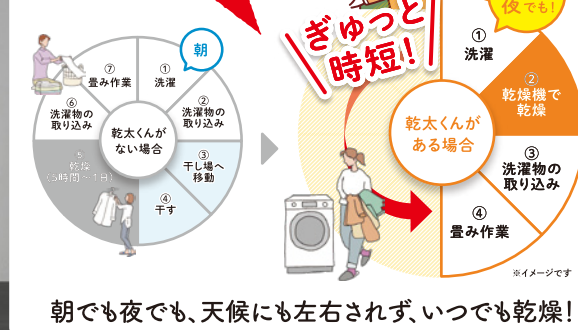 朝
①
洗濯
②
洗濯物の
取り込み
③
干し場へ
移動
④
干す
⑤
乾燥
(5時間〜1日)
⑥
洗濯物の
取り込み
⑦
畳み作業
乾太くんが
ない場合
ぎゅっと
時短!
夜でも!
①
洗濯
②
乾燥機で
乾燥
③
洗濯物の
取り込み
④
畳み作業
乾太くんが
ある場合
※イメージです
朝でも夜でも、天候にも左右されず、いつでも乾燥!